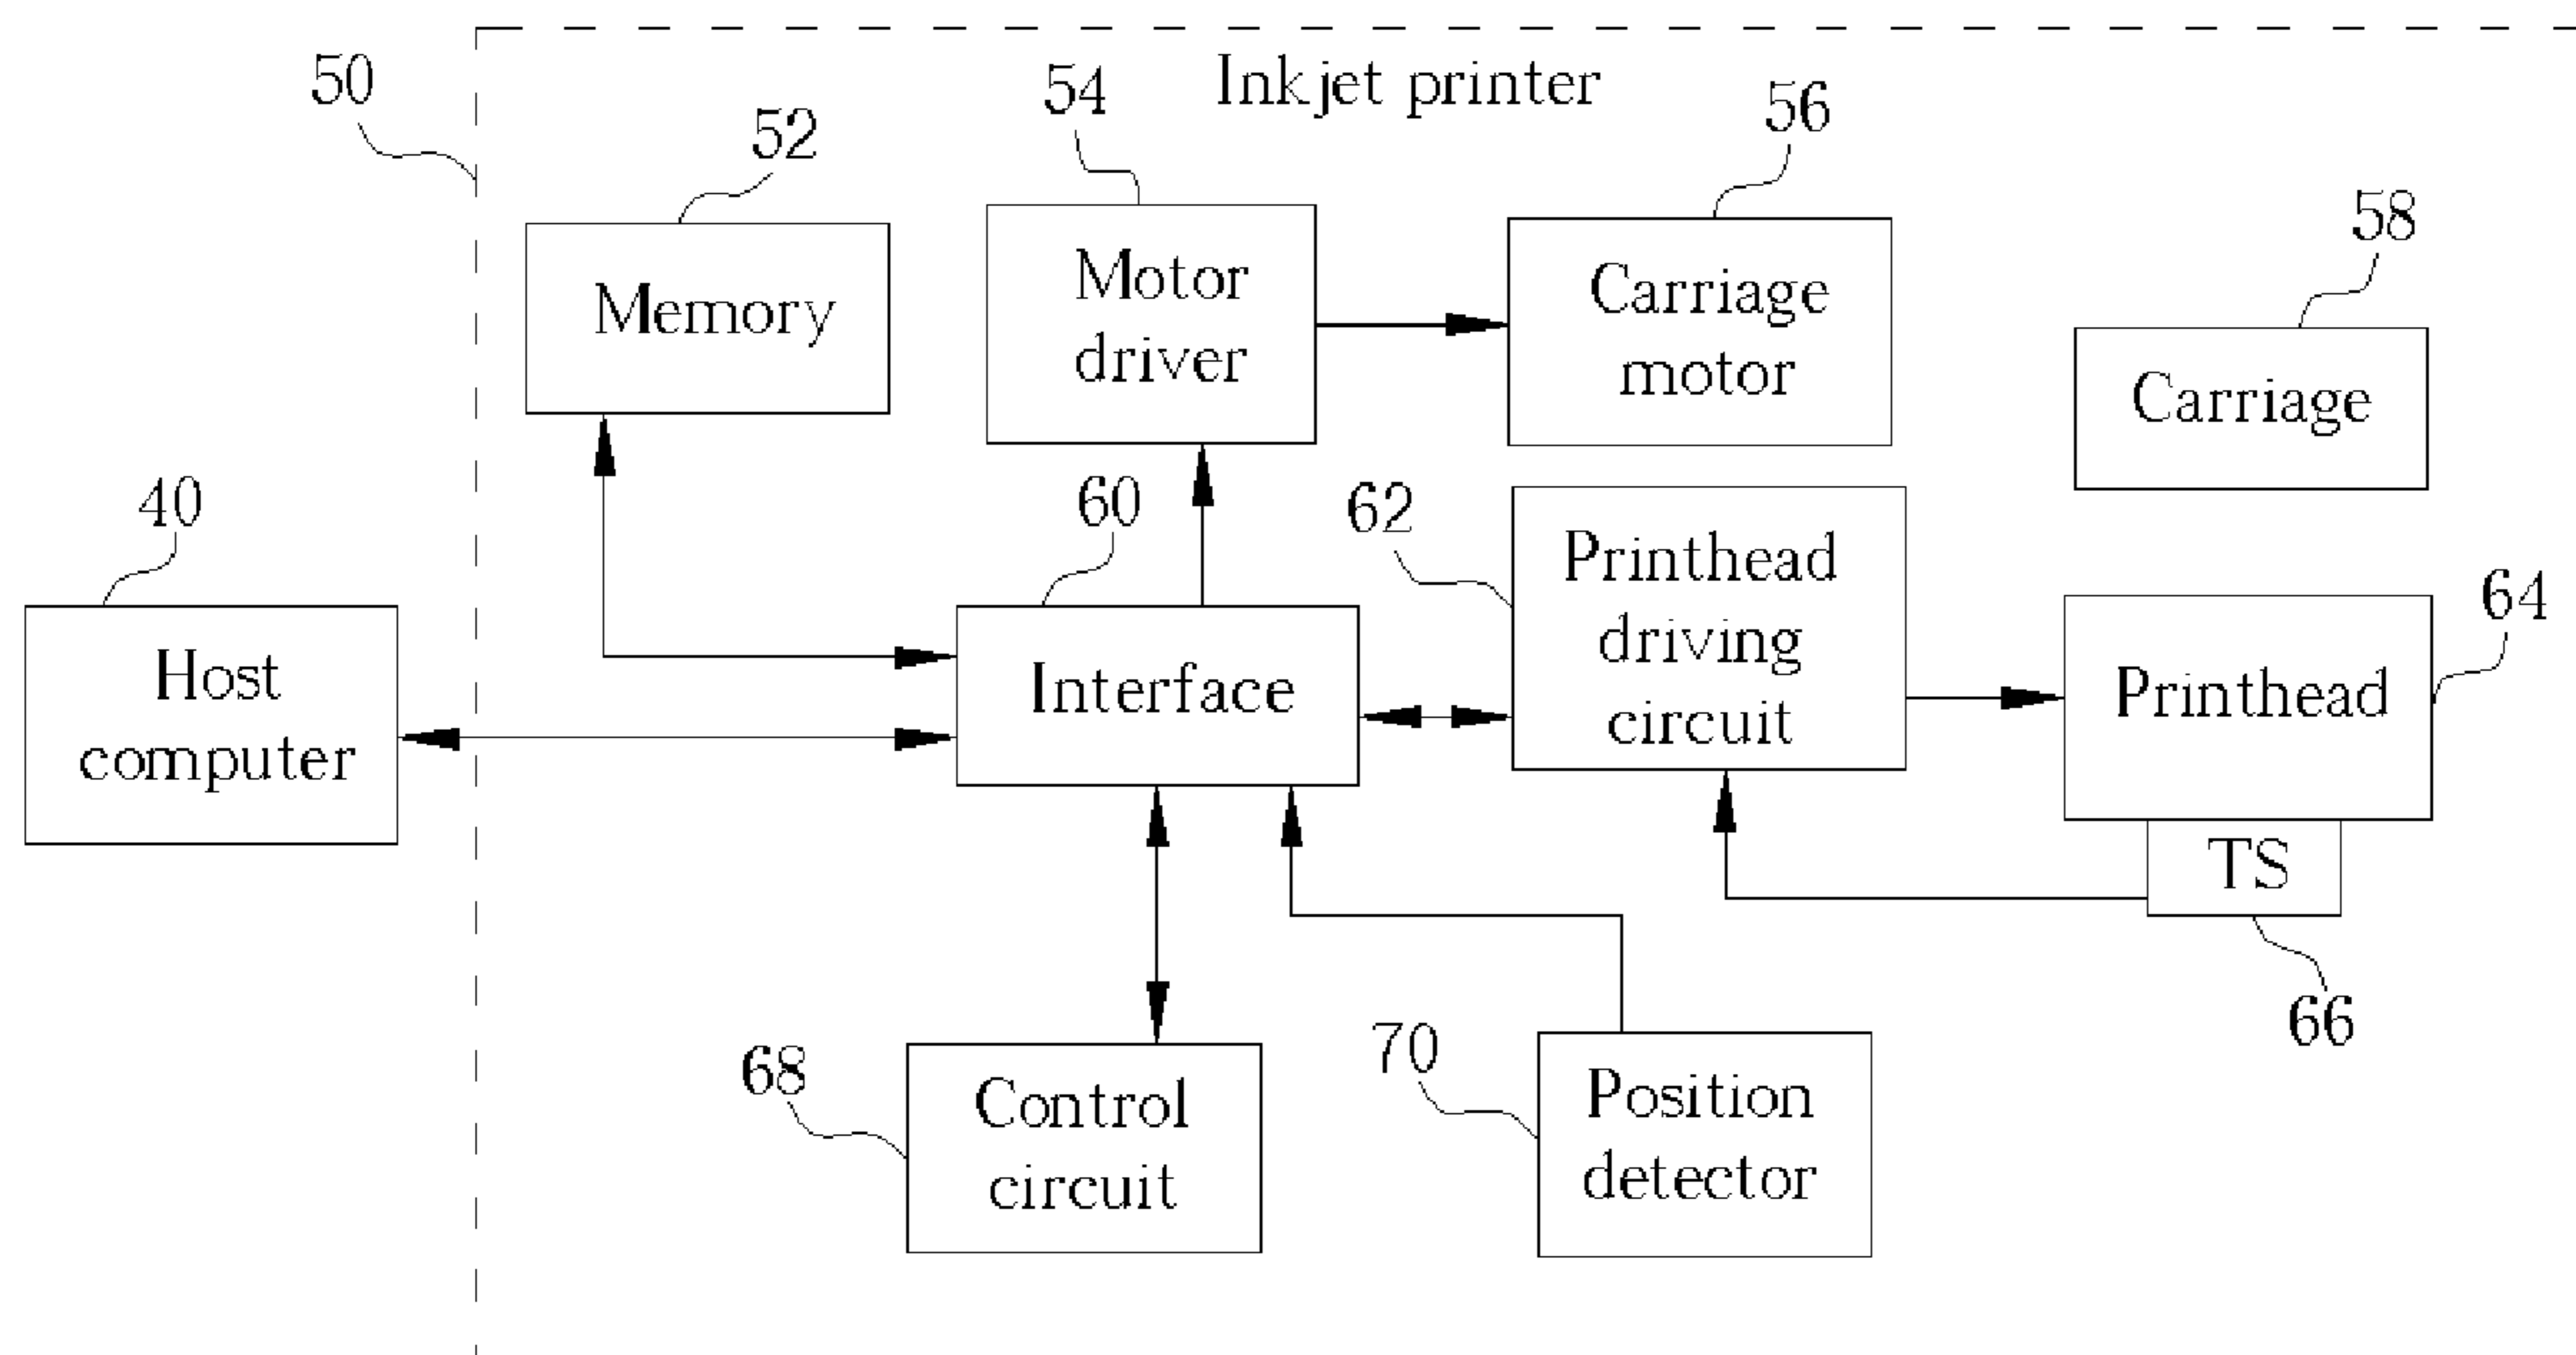 50
Inkjet printer
52
54
56
58
Memory
Motor
driver
Carriage
motor
Carriage
40
60
62
64
Host
computer
Interface
Printhead
driving
circuit
Printhead
TS
66
68
70
Control
circuit
Position
detector